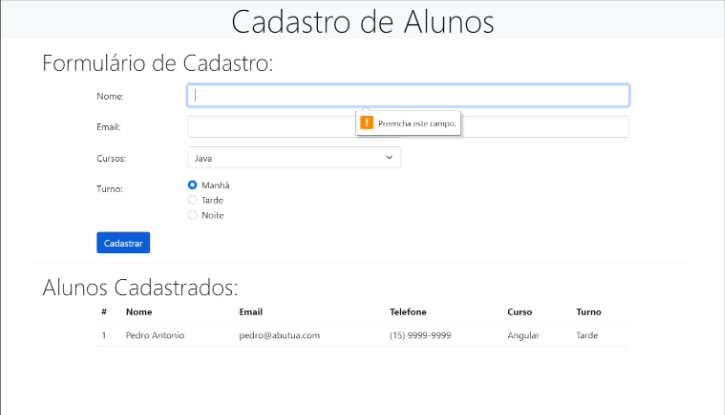 Cadastro de Alunos
Formulário de Cadastro:
Nome:
Preencha este campo.
Email:
Cursos: Java
Turno: Manhã
Tarde
Noite
Cadastrar
Alunos Cadastrados:
# Nome Email Telefone Curso Turno
1 Pedro Antonio pedro@abutua.com (15) 9999-9999 Angular Tarde